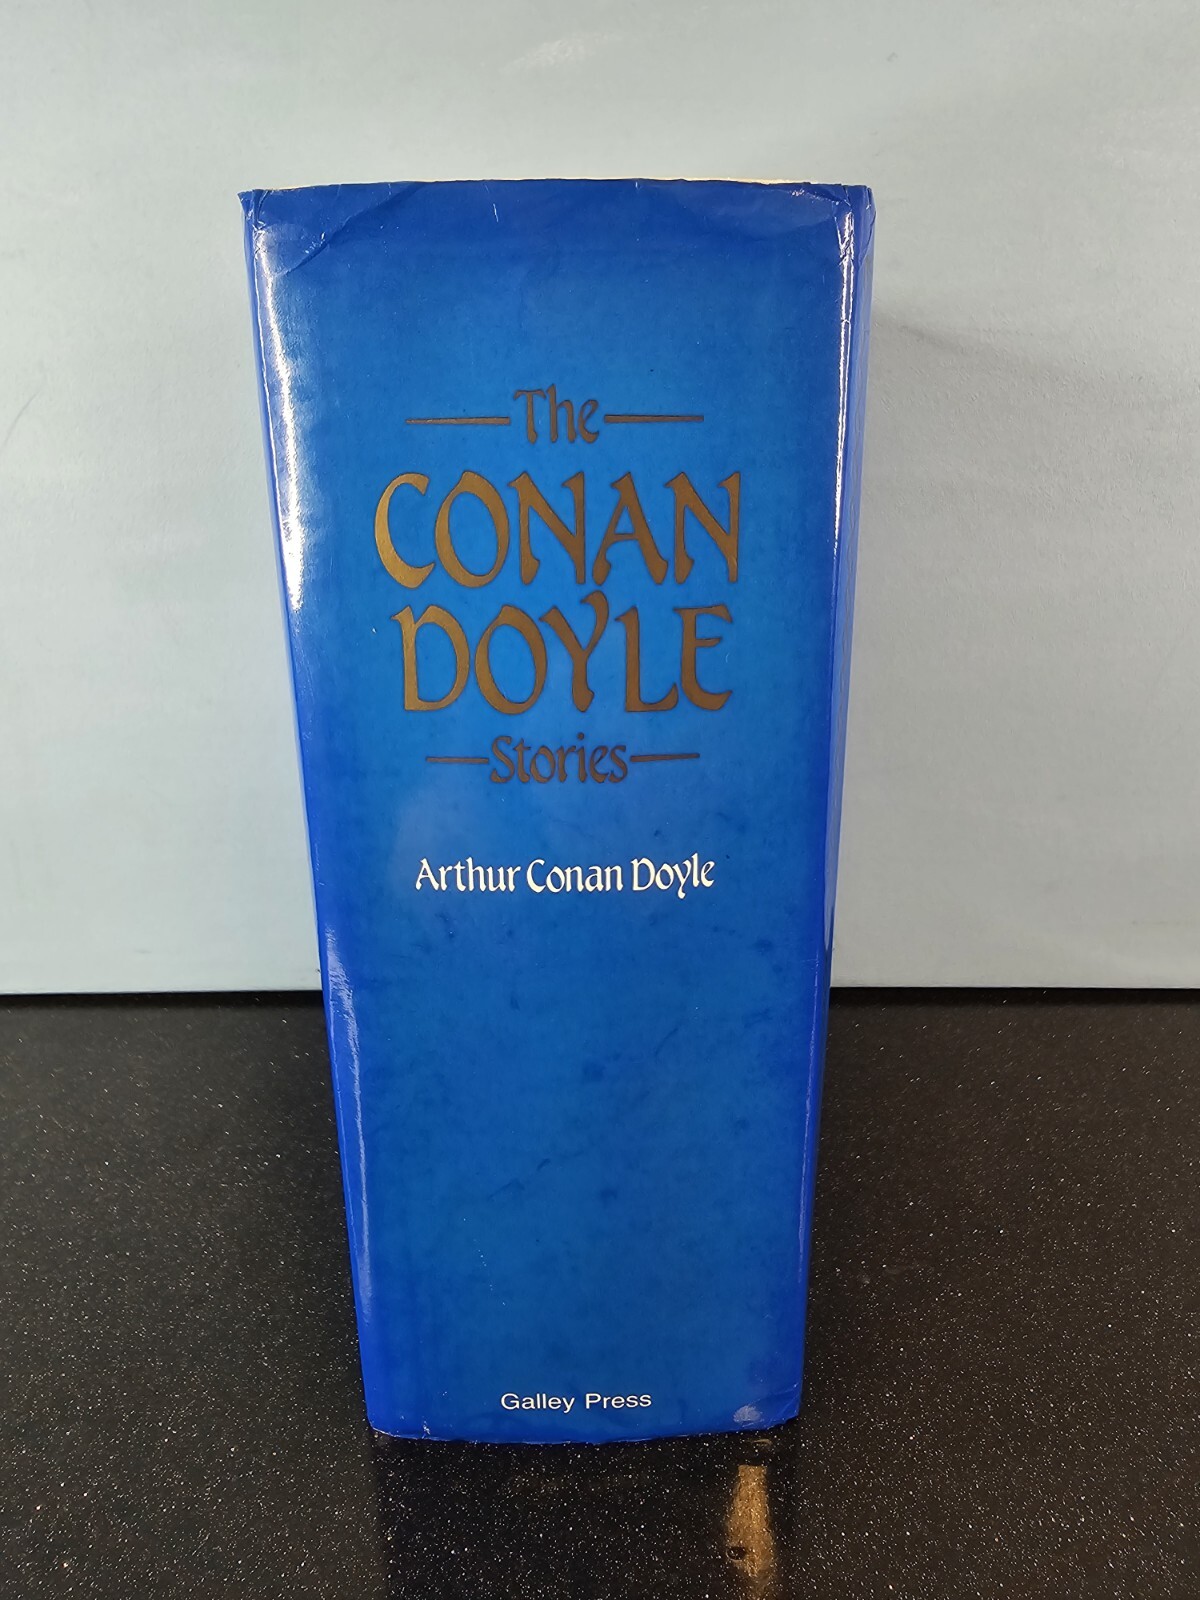 The
CONAN
DOYLE
Stories
Arthur Conan Doyle
Galley Press